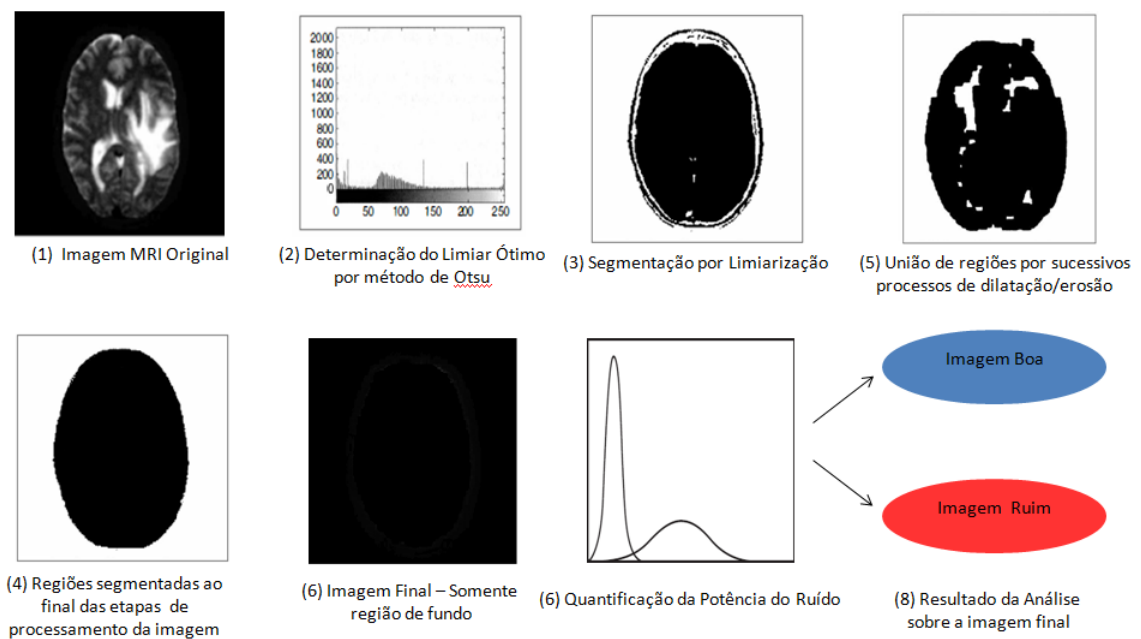 2000
1800
1600
1400
1200
1000
800
600
400
200
0
0 50 100 150 200 250
(1) Imagem MRI Original
(2) Determinação do Limiar Ótimo
por método de Otsu
(3) Segmentação por Limiarização
(5) União de regiões por sucessivos
processos de dilatação/erosão
Imagem Boa
Imagem Ruim
(4) Regiões segmentadas ao
final das etapas de
processamento da imagem
(6) Imagem Final – Somente
região de fundo
(6) Quantificação da Potência do Ruído
(8) Resultado da Análise
sobre a imagem final